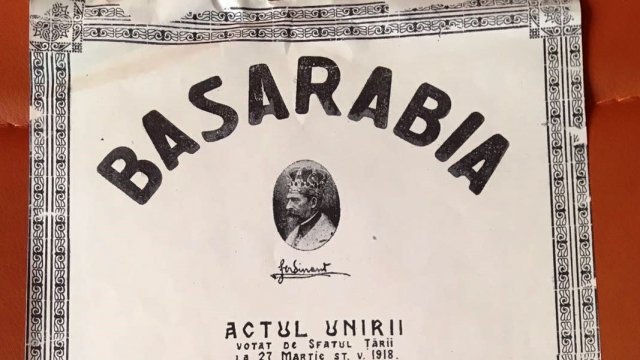 BASARABIA
Ferdinand
ACTUL UNIRII
VOTAT DE SFATUL ȚĂRII
LA 27 MARTIE ST. V. 1918.